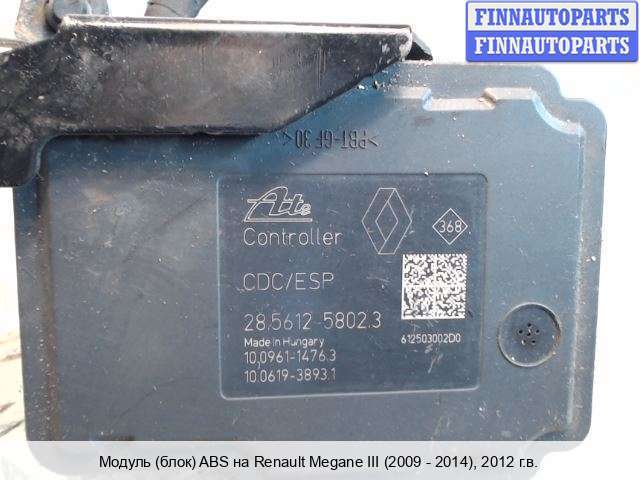 FINNAUTOPARTS
FINNAUTOPARTS
>PBT-GF30<
Ate
368
Controller
CDC/ESP
28.5612-5802.3
Made in Hungary
612503002D0
10.0961-1476.3
10.0619-3893.1
Модуль (блок) ABS на Renault Megane III (2009 - 2014), 2012 г.в.